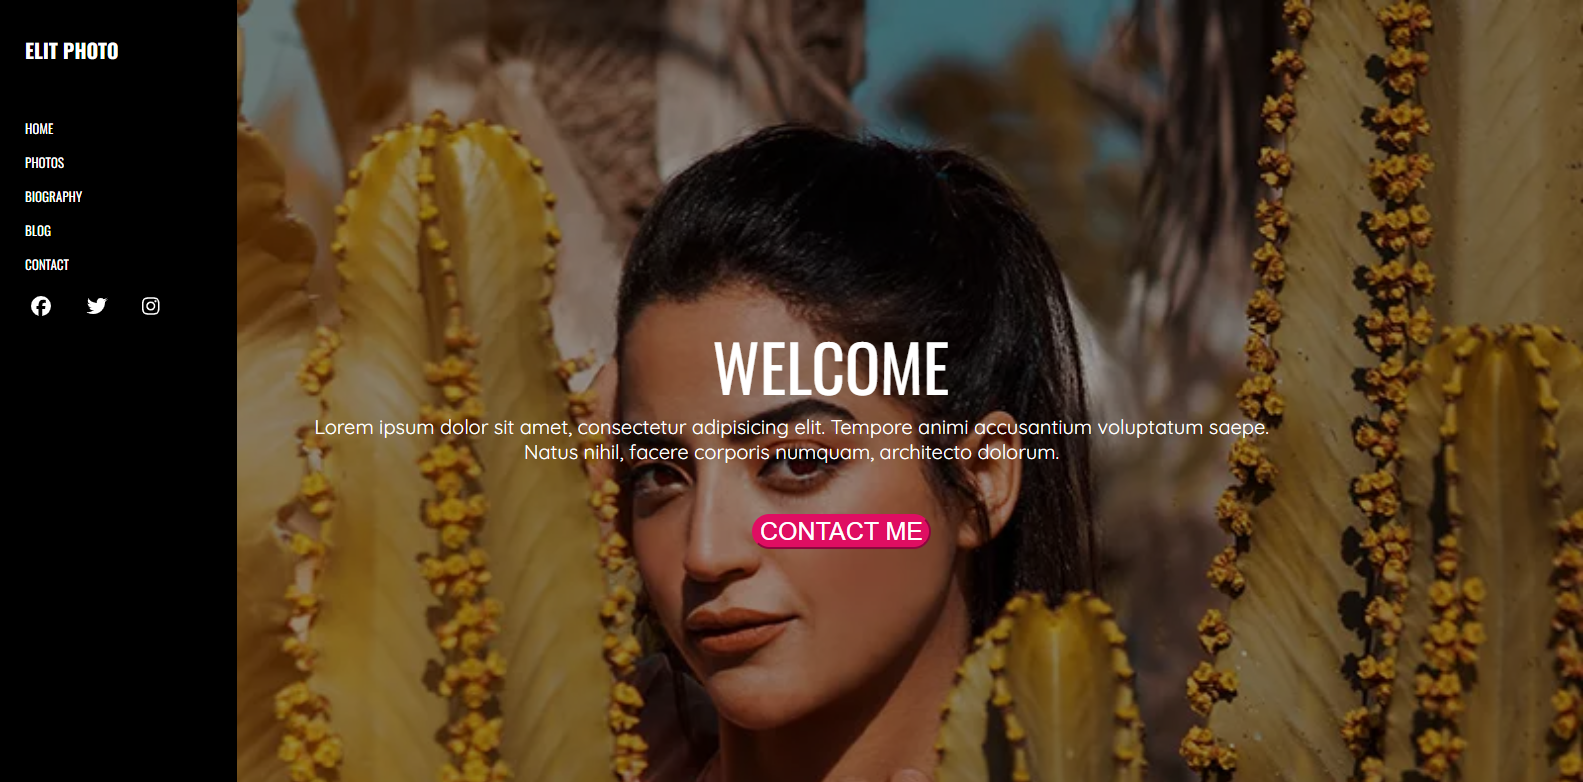 ELIT PHOTO
HOME
PHOTOS
BIOGRAPHY
BLOG
CONTACT
WELCOME
Lorem ipsum dolor sit amet, consectetur adipisicing elit. Tempore animi accusantium voluptatum saepe.
Natus nihil, facere corporis numquam, architecto dolorum.
CONTACT ME